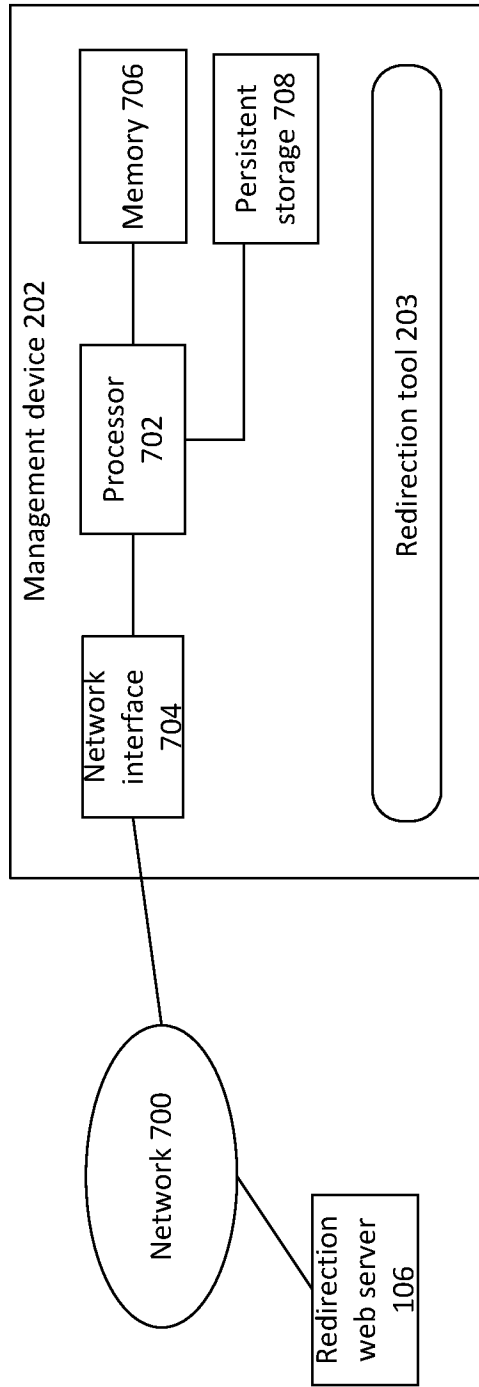 Management device 202
Network
interface
704
Processor
702
Memory 706
Persistent
storage 708
Redirection tool 203
Network 700
Redirection
web server
106